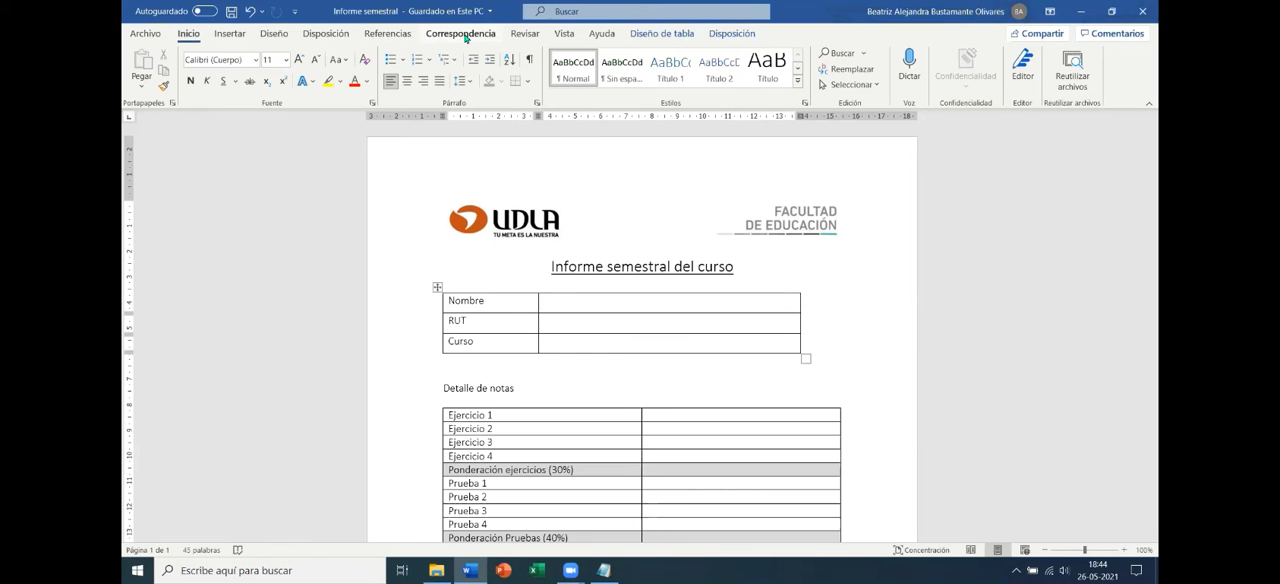 Autoguardado
Informe semestral - Guardado en Este PC
Buscar
Beatriz Alejandra Bustamante Olivares
BA
Archivo Inicio Insertar Diseño Disposición Referencias Correspondencia Revisar Vista Ayuda Diseño de tabla Disposición Compartir Comentarios
Pegar
Portapapeles
Calibri (Cuerpo) 11
N K S
Fuente
Párrafo
AaBbCcDd AaBbCcDd AaBbCc AaBbCcD AaB
¶ Normal ¶ Sin espa... Título 1 Título 2 Título
Estilos
Buscar
Reemplazar
Seleccionar
Edición
Dictar
Voz
Confidencialidad
Confidencialidad
Editor
Editor
Reutilizar archivos
Reutilizar archivos
UDLA
TU META ES LA NUESTRA
FACULTAD
DE EDUCACIÓN
Informe semestral del curso
Nombre
RUT
Curso
Detalle de notas
Ejercicio 1
Ejercicio 2
Ejercicio 3
Ejercicio 4
Ponderación ejercicios (30%)
Prueba 1
Prueba 2
Prueba 3
Prueba 4
Ponderación Pruebas (40%)
Página 1 de 1 45 palabras
Concentración
100%
Escribe aquí para buscar
18:44
26-05-2021